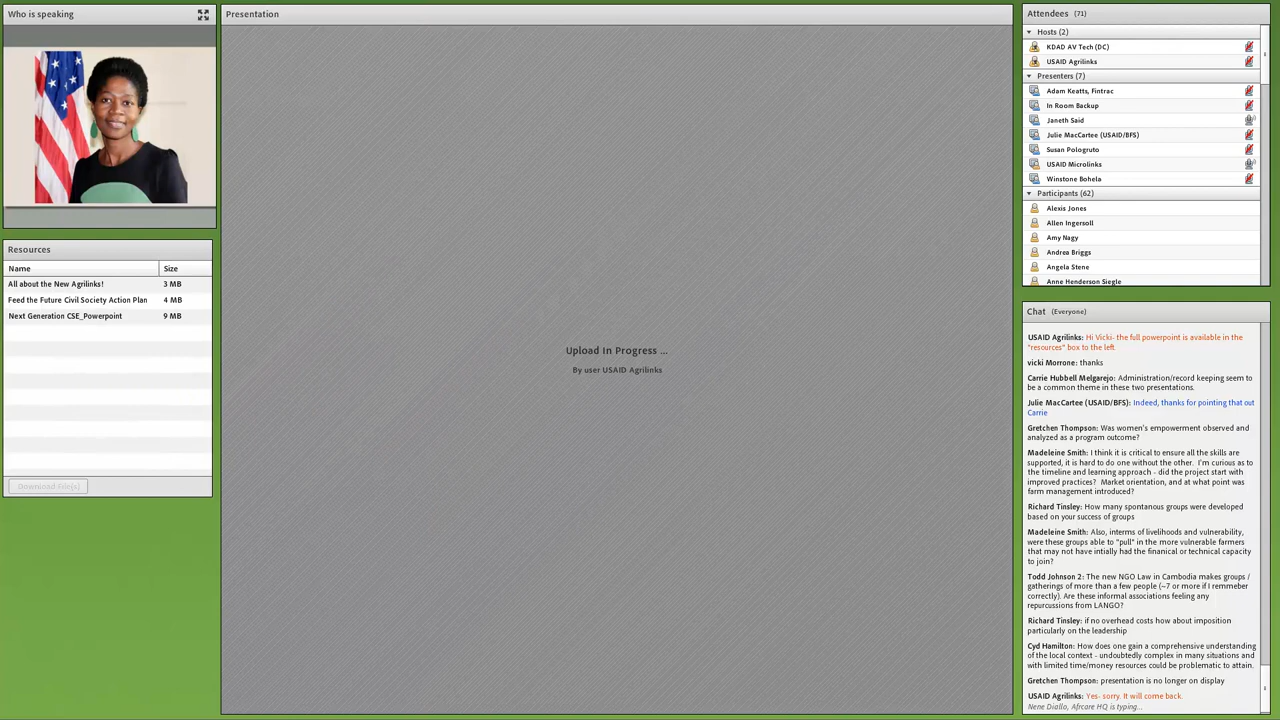 Who is speaking
Resources
Name Size
All about the New Agrilinks! 3 MB
Feed the Future Civil Society Action Plan 4 MB
Next Generation CSE_Powerpoint 9 MB
Download File(s)
Presentation
Upload In Progress ...
By user USAID Agrilinks
Attendees (71)
Hosts (2)
KDAD AV Tech (DC)
USAID Agrilinks
Presenters (7)
Adam Keatts, Fintrac
In Room Backup
Janeth Said
Julie MacCartee (USAID/BFS)
Susan Pologruto
USAID Microlinks
Winstone Bohela
Participants (62)
Alexis Jones
Allen Ingersoll
Amy Nagy
Andrea Briggs
Angela Stene
Anne Henderson Siegle
Chat (Everyone)
USAID Agrilinks: Hi Vicki- the full powerpoint is available in the
"resources" box to the left.
vicki Morrone: thanks
Carrie Hubbell Melgarejo: Administration/record keeping seem to
be a common theme in these two presentations.
Julie MacCartee (USAID/BFS): Indeed, thanks for pointing that out
Carrie
Gretchen Thompson: Was women's empowerment observed and
analyzed as a program outcome?
Madeleine Smith: I think it is critical to ensure all the skills are
supported, it is hard to do one without the other. I'm curious as to
the timeline and learning approach - did the project start with
improved practices? Market orientation, and at what point was
farm management introduced?
Richard Tinsley: How many spontanous groups were developed
based on your success of groups
Madeleine Smith: Also, interms of livelihoods and vulnerability,
were these groups able to "pull" in the more vulnerable farmers
that may not have intially had the finanical or technical capacity
to join?
Todd Johnson 2: The new NGO Law in Cambodia makes groups /
gatherings of more than a few people (~7 or more if I remmeber
correctly). Are these informal associations feeling any
repurcussions from LANGO?
Richard Tinsley: if no overhead costs how about imposition
particularly on the leadership
Cyd Hamilton: How does one gain a comprehensive understanding
of the local context - undoubtedly complex in many situations and
with limited time/money resources could be problematic to attain.
Gretchen Thompson: presentation is no longer on display
USAID Agrilinks: Yes- sorry. It will come back.
Nene Diallo, Afrcare HQ is typing...